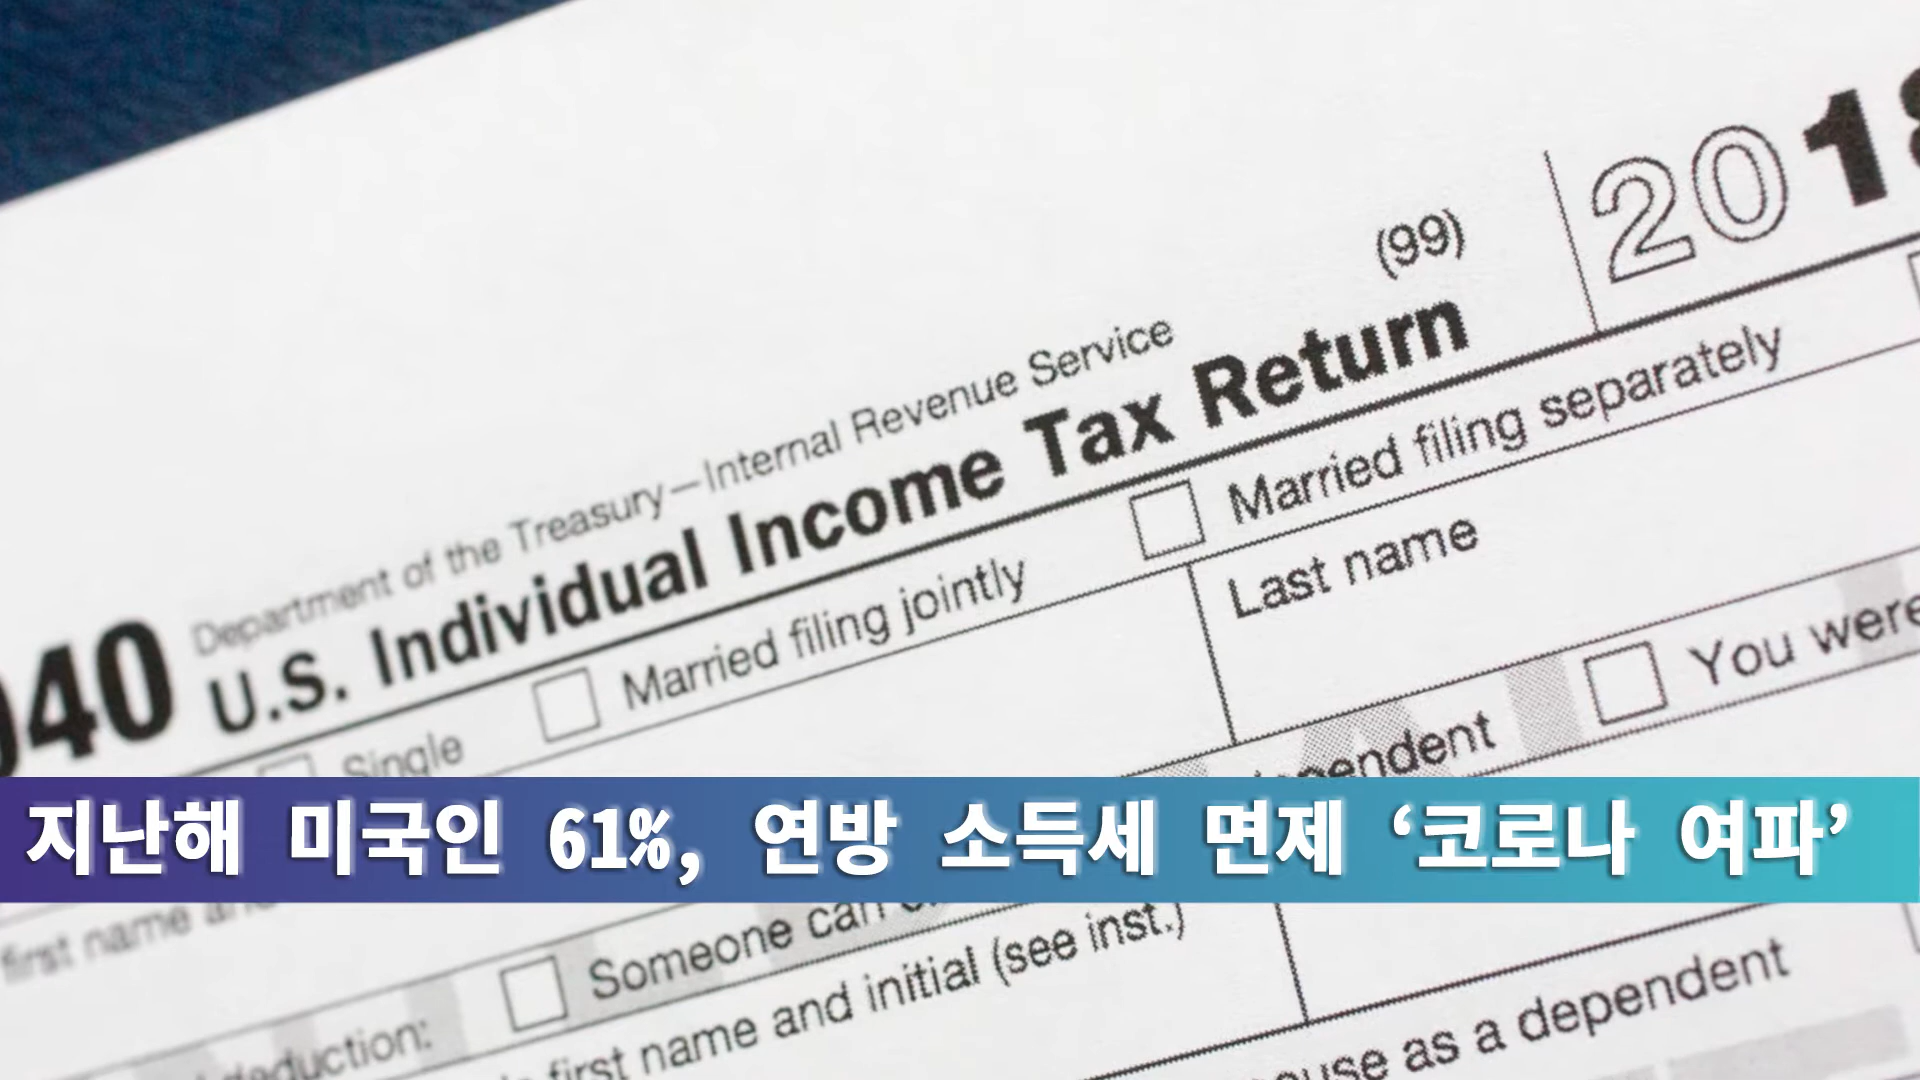 (99)
2018
Department of the Treasury—Internal Revenue Service
040 U.S. Individual Income Tax Return
Single
Married filing jointly
Married filing separately
Last name
You were
지난해 미국인 61%, 연방 소득세 면제 ‘코로나 여파’
first name
Someone can
deduction:
first name and initial (see inst.)
as a dependent